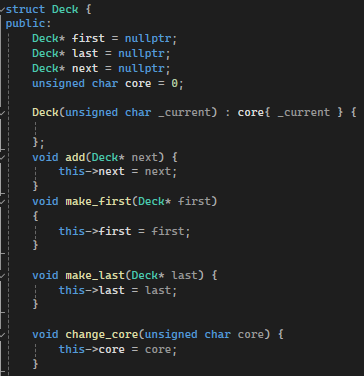 struct Deck {
public:
    Deck* first = nullptr;
    Deck* last = nullptr;
    Deck* next = nullptr;
    unsigned char core = 0;

    Deck(unsigned char _current) : core{ _current } {

    };
    void add(Deck* next) {
        this->next = next;
    }
    void make_first(Deck* first)
    {
        this->first = first;
    }

    void make_last(Deck* last) {
        this->last = last;
    }

    void change_core(unsigned char core) {
        this->core = core;
    }